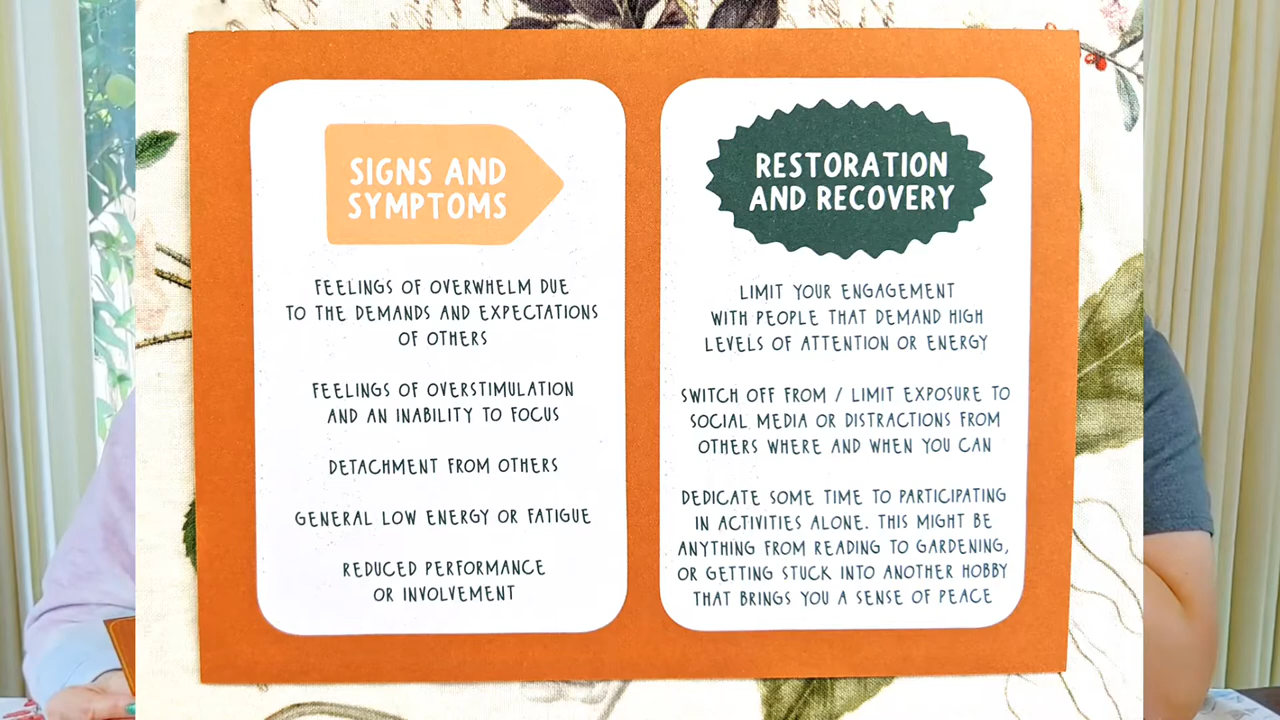 SIGNS AND
SYMPTOMS
FEELINGS OF OVERWHELM DUE
TO THE DEMANDS AND EXPECTATIONS
OF OTHERS
FEELINGS OF OVERSTIMULATION
AND AN INABILITY TO FOCUS
DETACHMENT FROM OTHERS
GENERAL LOW ENERGY OR FATIGUE
REDUCED PERFORMANCE
OR INVOLVEMENT
RESTORATION
AND RECOVERY
LIMIT YOUR ENGAGEMENT
WITH PEOPLE THAT DEMAND HIGH
LEVELS OF ATTENTION OR ENERGY
SWITCH OFF FROM / LIMIT EXPOSURE TO
SOCIAL MEDIA OR DISTRACTIONS FROM
OTHERS WHERE AND WHEN YOU CAN
DEDICATE SOME TIME TO PARTICIPATING
IN ACTIVITIES ALONE. THIS MIGHT BE
ANYTHING FROM READING TO GARDENING,
OR GETTING STUCK INTO ANOTHER HOBBY
THAT BRINGS YOU A SENSE OF PEACE